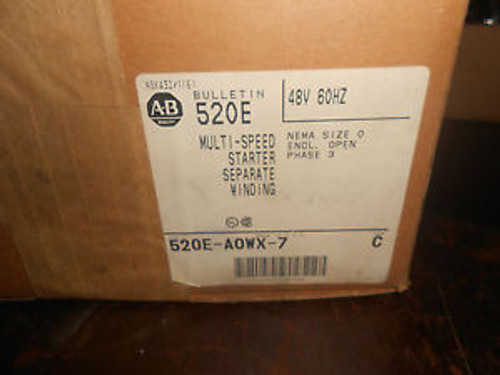 A-B
BULLETIN
520E
48V 60HZ
MULTI-SPEED
STARTER
SEPARATE
WINDING
NEMA SIZE 0
ENCL. OPEN
PHASE 3
520E-AOWX-7
C